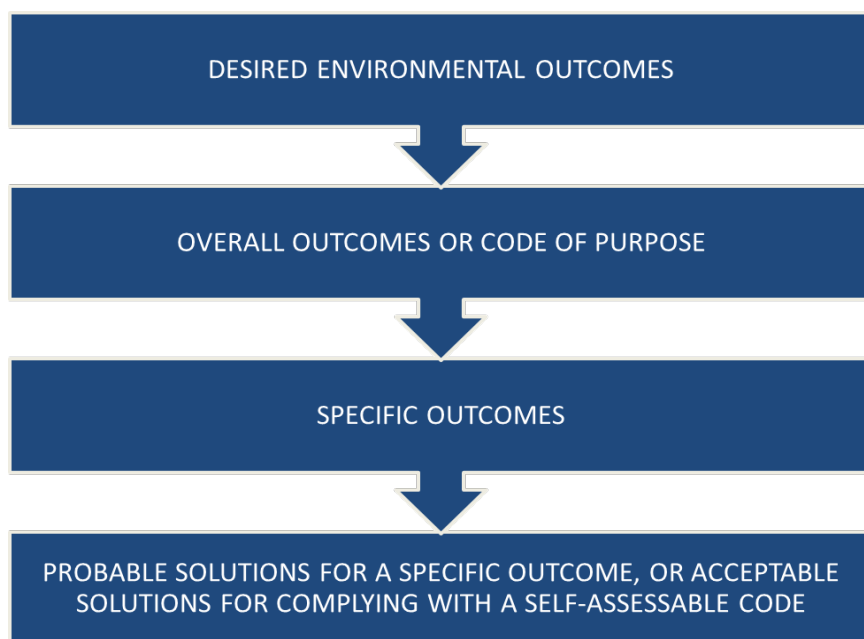 DESIRED ENVIRONMENTAL OUTCOMES
OVERALL OUTCOMES OR CODE OF PURPOSE
SPECIFIC OUTCOMES
PROBABLE SOLUTIONS FOR A SPECIFIC OUTCOME, OR ACCEPTABLE
SOLUTIONS FOR COMPLYING WITH A SELF-ASSESSABLE CODE